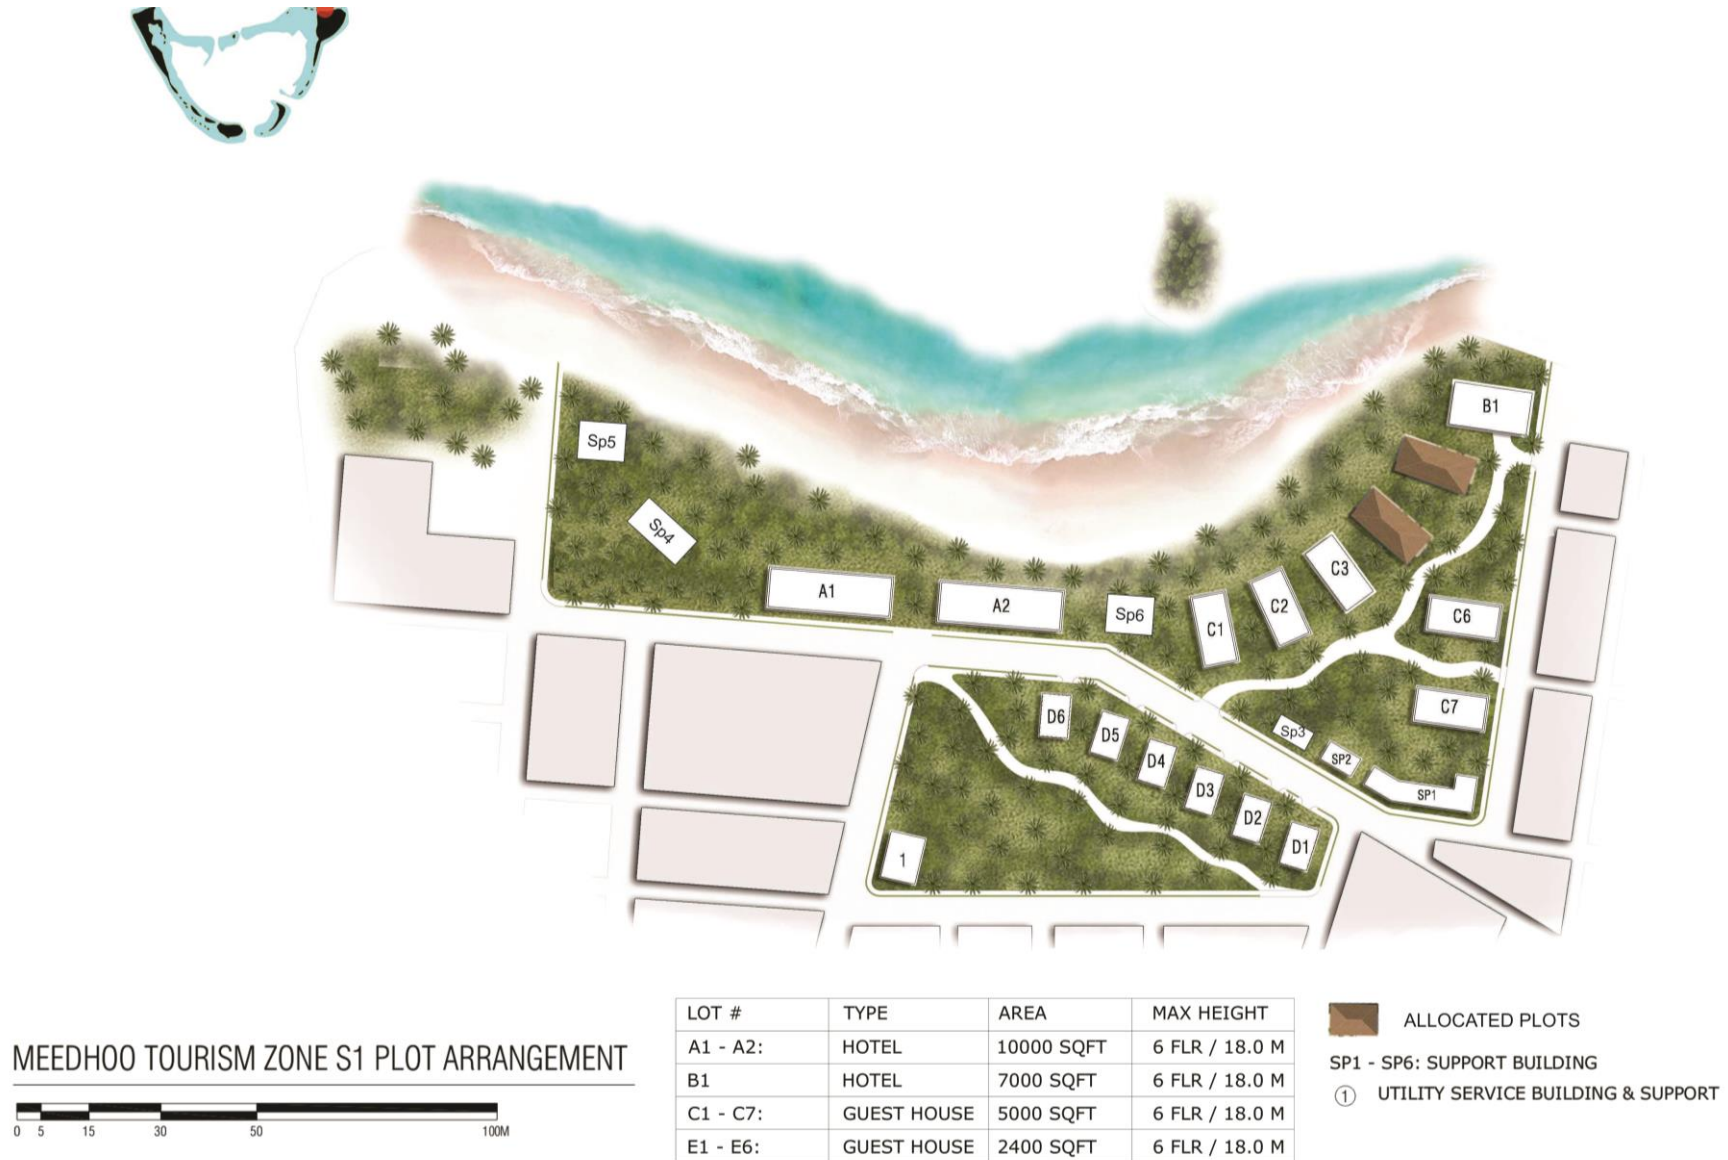 B1
Sp5
Sp4
C3
A1
A2
C2
Sp6
C1
C6
C7
D6
Sp3
D5
SP2
D4
D3
SP1
D2
D1
1
LOT # TYPE AREA MAX HEIGHT
A1 - A2: HOTEL 10000 SQFT 6 FLR / 18.0 M
B1 HOTEL 7000 SQFT 6 FLR / 18.0 M
C1 - C7: GUEST HOUSE 5000 SQFT 6 FLR / 18.0 M
E1 - E6: GUEST HOUSE 2400 SQFT 6 FLR / 18.0 M
ALLOCATED PLOTS
SP1 - SP6: SUPPORT BUILDING
1 UTILITY SERVICE BUILDING & SUPPORT
MEEDHOO TOURISM ZONE S1 PLOT ARRANGEMENT
0 5 15 30 50 100M